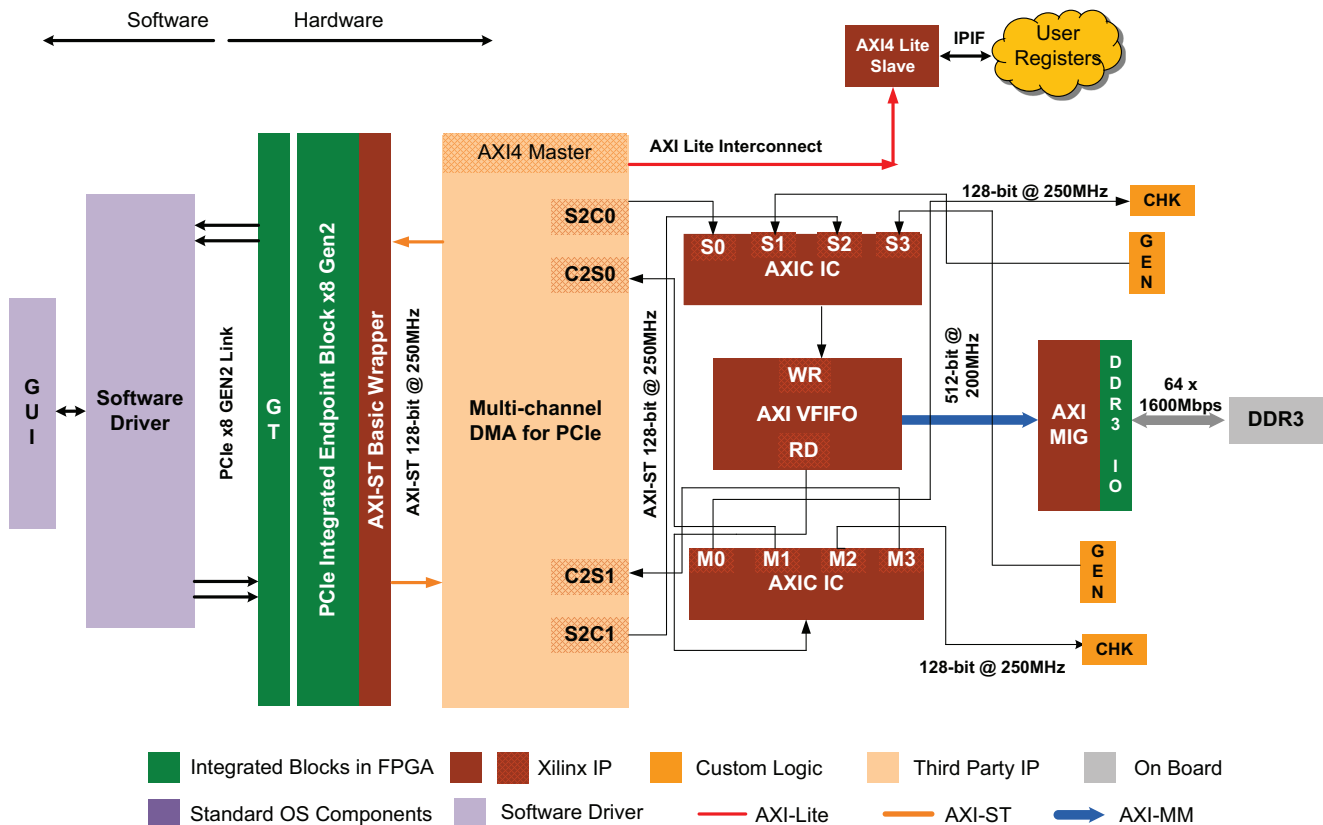 Software
Hardware
AXI4 Lite
Slave
IPIF
User
Registers
AXI4 Master
AXI Lite Interconnect
128-bit @ 250MHz
CHK
S2C0
S0
S1
S2
S3
AXIC IC
G
E
N
C2S0
GUI
Software
Driver
PCIe x8 GEN2 Link
G
T
PCIe Integrated Endpoint Block x8 Gen2
AXI-ST Basic Wrapper
AXI-ST 128-bit @ 250MHz
Multi-channel
DMA for PCIe
AXI-ST 128-bit @ 250MHz
WR
AXI VFIFO
RD
512-bit @
200MHz
AXI
MIG
DDR3 IO
64 x
1600Mbps
DDR3
C2S1
S2C1
M0
M1
M2
M3
AXIC IC
G
E
N
CHK
128-bit @ 250MHz
Integrated Blocks in FPGA
Xilinx IP
Custom Logic
Third Party IP
On Board
Standard OS Components
Software Driver
AXI-Lite
AXI-ST
AXI-MM